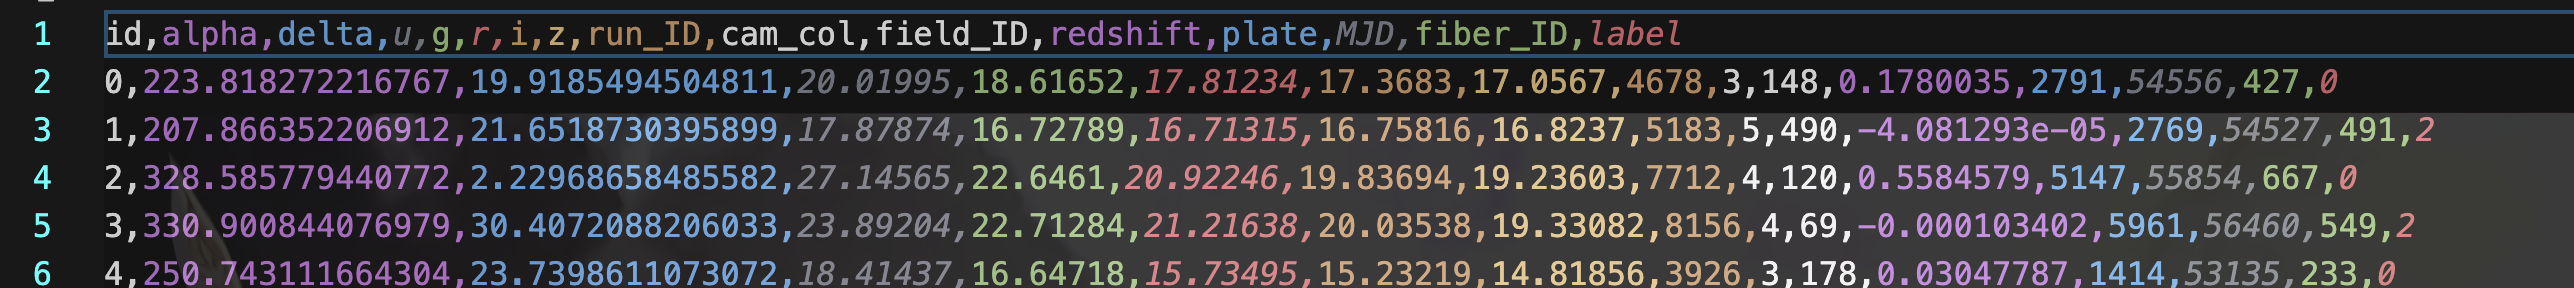 1 id,alpha,delta,u,g,r,i,z,run_ID,cam_col,field_ID,redshift,plate,MJD,fiber_ID,label
2 0,223.818272216767,19.9185494504811,20.01995,18.61652,17.81234,17.3683,17.0567,4678,3,148,0.1780035,2791,54556,427,0
3 1,207.866352206912,21.6518730395899,17.87874,16.72789,16.71315,16.75816,16.8237,5183,5,490,-4.081293e-05,2769,54527,491,2
4 2,328.585779440772,2.22968658485582,27.14565,22.6461,20.92246,19.83694,19.23603,7712,4,120,0.5584579,5147,55854,667,0
5 3,330.900844076979,30.4072088206033,23.89204,22.71284,21.21638,20.03538,19.33082,8156,4,69,-0.000103402,5961,56460,549,2
6 4,250.743111664304,23.7398611073072,18.41437,16.64718,15.73495,15.23219,14.81856,3926,3,178,0.03047787,1414,53135,233,0